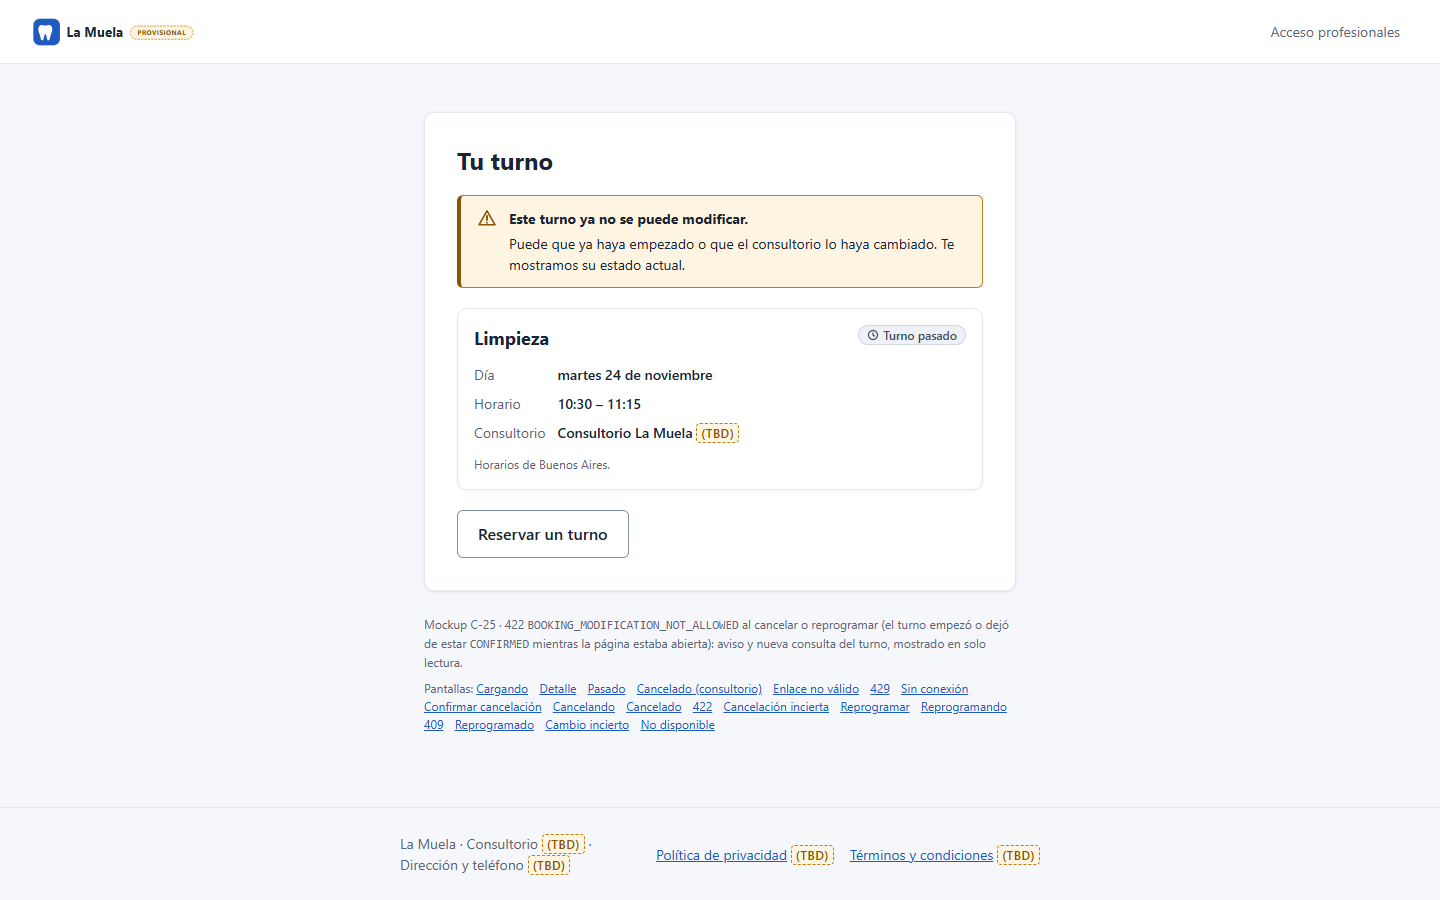 La Muela PROVISIONAL
Acceso profesionales
Tu turno
Este turno ya no se puede modificar.
Puede que ya haya empezado o que el consultorio lo haya cambiado. Te
mostramos su estado actual.
Limpieza
Turno pasado
Día martes 24 de noviembre
Horario 10:30 – 11:15
Consultorio Consultorio La Muela (TBD)
Horarios de Buenos Aires.
Reservar un turno
Mockup C-25 · 422 BOOKING_MODIFICATION_NOT_ALLOWED al cancelar o reprogramar (el turno empezó o dejó
de estar CONFIRMED mientras la página estaba abierta): aviso y nueva consulta del turno, mostrado en solo
lectura.
Pantallas: Cargando Detalle Pasado Cancelado (consultorio) Enlace no válido 429 Sin conexión
Confirmar cancelación Cancelando Cancelado 422 Cancelación incierta Reprogramar Reprogramando
409 Reprogramado Cambio incierto No disponible
La Muela · Consultorio (TBD) ·
Dirección y teléfono (TBD)
Política de privacidad (TBD) Términos y condiciones (TBD)